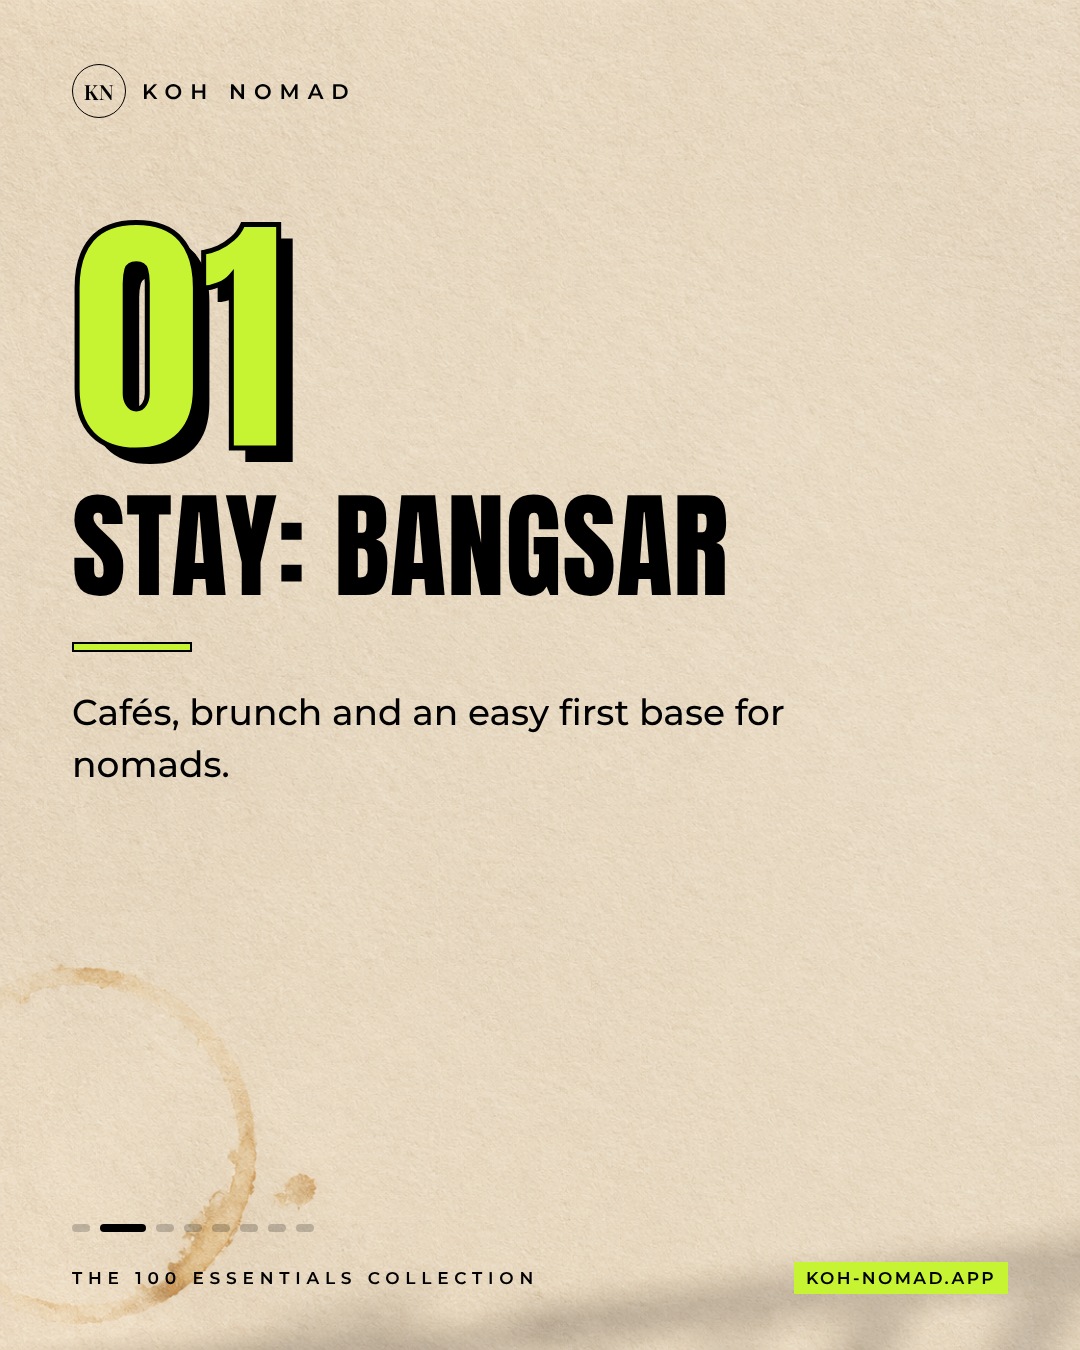 KN KOH NOMAD
01
STAY: BANGSAR
Cafés, brunch and an easy first base for
nomads.
THE 100 ESSENTIALS COLLECTION
KOH-NOMAD.APP